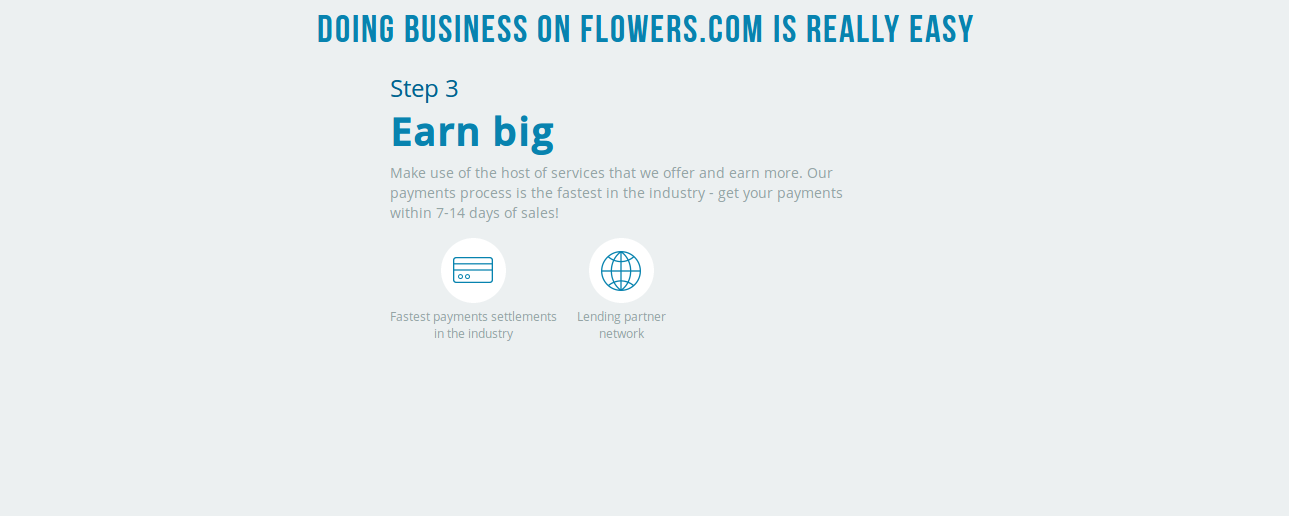 DOING BUSINESS ON FLOWERS.COM IS REALLY EASY
Step 3
Earn big
Make use of the host of services that we offer and earn more. Our
payments process is the fastest in the industry - get your payments
within 7-14 days of sales!
Fastest payments settlements
in the industry
Lending partner
network